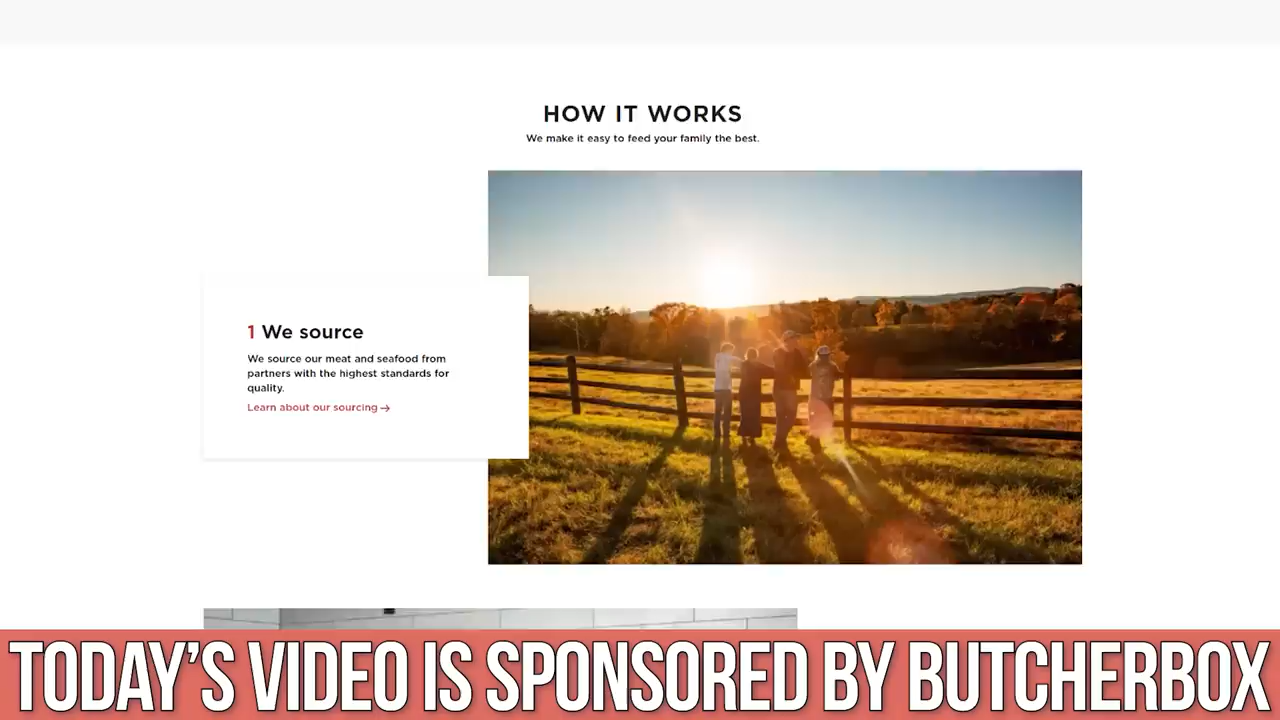 HOW IT WORKS
We make it easy to feed your family the best.
1 We source
We source our meat and seafood from
partners with the highest standards for
quality.
Learn about our sourcing →
TODAY'S VIDEO IS SPONSORED BY BUTCHERBOX